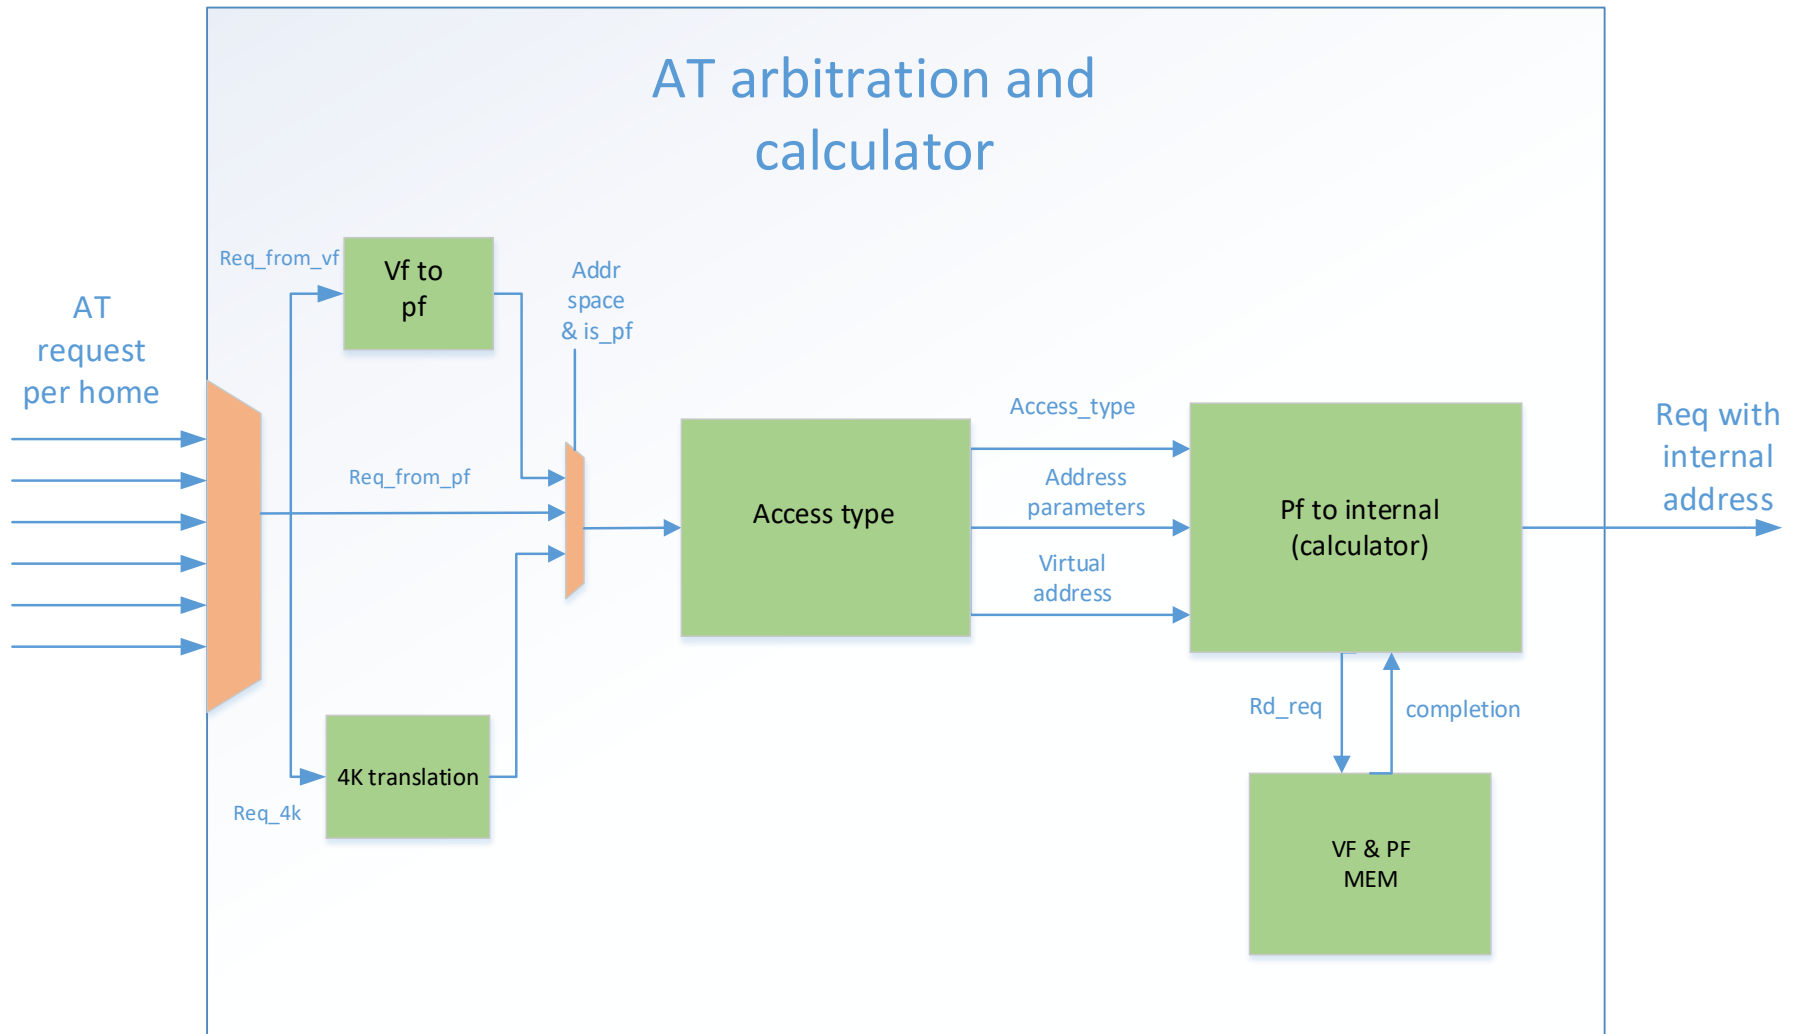 AT arbitration and
calculator
AT
request
per home
Req_from_vf
Vf to
pf
Addr
space
& is_pf
Req_from_pf
Access type
Access_type
Address
parameters
Virtual
address
Pf to internal
(calculator)
Req with
internal
address
4K translation
Req_4k
Rd_req
completion
VF & PF
MEM